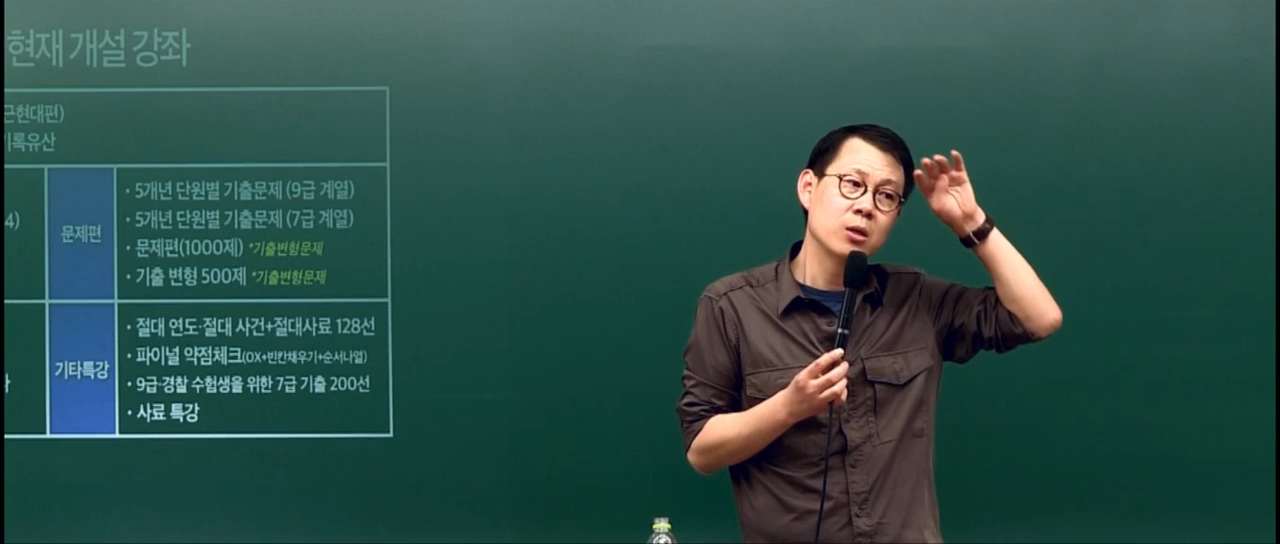 현재 개설 강좌
근현대편)
기록유산
4)
문제편
· 5개년 단원별 기출문제 (9급 계열)
· 5개년 단원별 기출문제 (7급 계열)
· 문제편(1000제) *기출변형문제
· 기출 변형 500제 *기출변형문제
기타특강
· 절대 연도·절대 사건+절대사료 128선
· 파이널 약점체크(OX+빈칸채우기+순서나열)
· 9급·경찰 수험생을 위한 7급 기출 200선
· 사료 특강